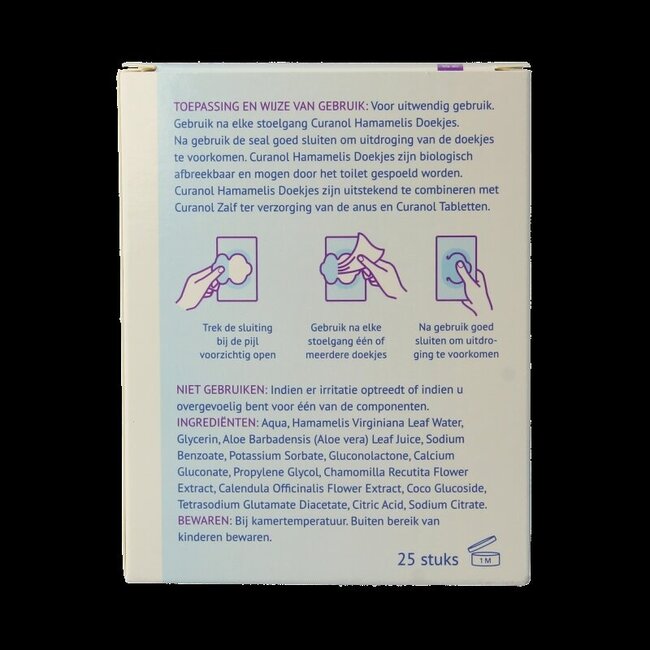 TOEPASSING EN WIJZE VAN GEBRUIK: Voor uitwendig gebruik.
Gebruik na elke stoelgang Curanol Hamamelis Doekjes.
Na gebruik de seal goed sluiten om uitdroging van de doekjes
te voorkomen. Curanol Hamamelis Doekjes zijn biologisch
afbreekbaar en mogen door het toilet gespoeld worden.
Curanol Hamamelis Doekjes zijn uitstekend te combineren met
Curanol Zalf ter verzorging van de anus en Curanol Tabletten.
Trek de sluiting
bij de pijl
voorzichtig open
Gebruik na elke
stoelgang één of
meerdere doekjes
Na gebruik goed
sluiten om uitdro-
ging te voorkomen
NIET GEBRUIKEN: Indien er irritatie optreedt of indien u
overgevoelig bent voor één van de componenten.
INGREDIËNTEN: Aqua, Hamamelis Virginiana Leaf Water,
Glycerin, Aloe Barbadensis (Aloe vera) Leaf Juice, Sodium
Benzoate, Potassium Sorbate, Gluconolactone, Calcium
Gluconate, Propylene Glycol, Chamomilla Recutita Flower
Extract, Calendula Officinalis Flower Extract, Coco Glucoside,
Tetrasodium Glutamate Diacetate, Citric Acid, Sodium Citrate.
BEWAREN: Bij kamertemperatuur. Buiten bereik van
kinderen bewaren.
25 stuks
1 M